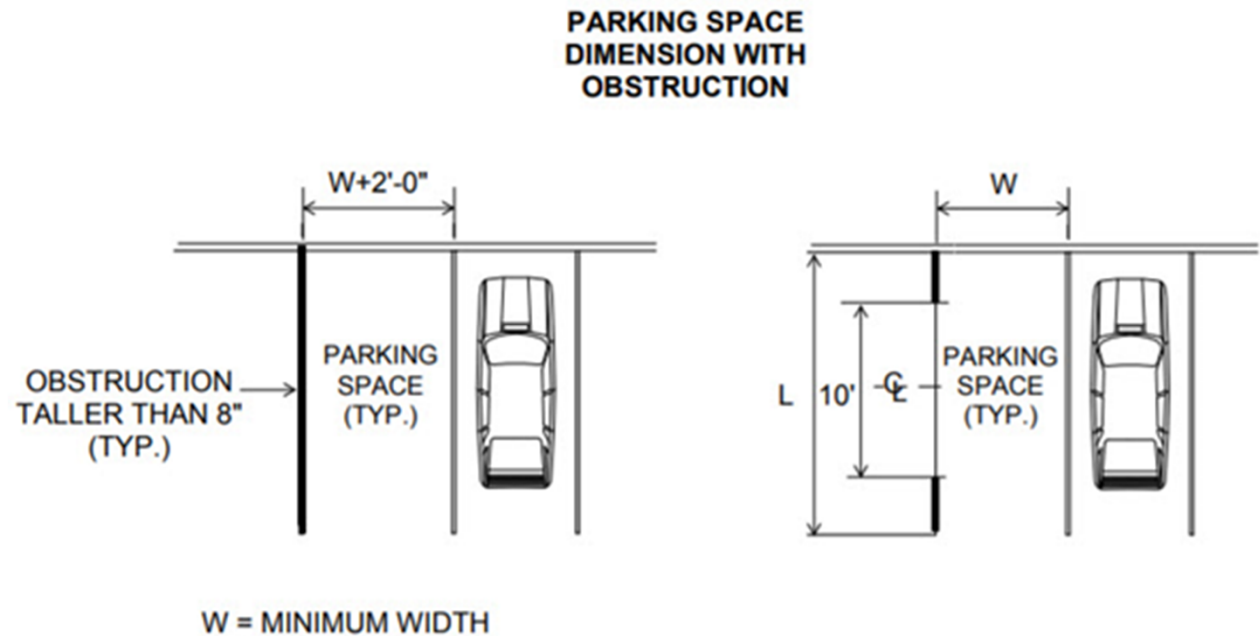 PARKING SPACE
DIMENSION WITH
OBSTRUCTION
W+2'-0"
OBSTRUCTION
TALLER THAN 8"
(TYP.)
PARKING
SPACE
(TYP.)
W
L
10'
℄
PARKING
SPACE
(TYP.)
W = MINIMUM WIDTH